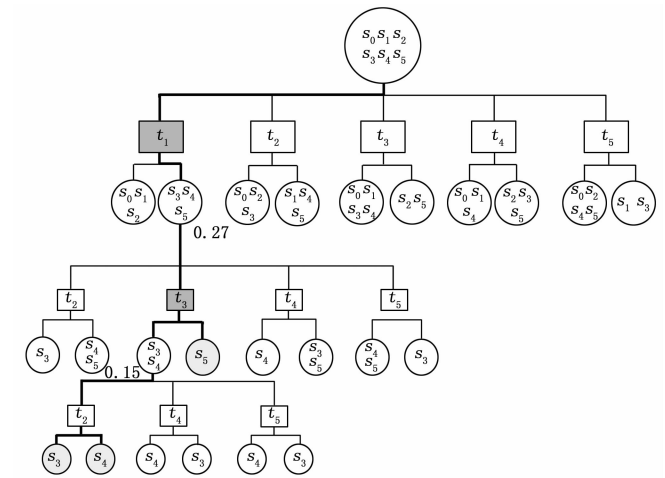 s₀s₁s₂
s₃s₄s₅
t₁ t₂ t₃ t₄ t₅
s₀s₁ s₃s₄ s₀s₂ s₁s₄ s₀s₁ s₂s₅ s₀s₁ s₂s₃ s₀s₂ s₁ s₃
s₂ s₅ s₃ s₅ s₃s₄ s₄ s₅ s₄s₅
0.27
t₂ t₃ t₄ t₅
s₃ s₄ s₃ s₅ s₄ s₃ s₄ s₃
s₅ s₄ s₅ s₅
0.15
t₂ t₄ t₅
s₃ s₄ s₄ s₃ s₄ s₃